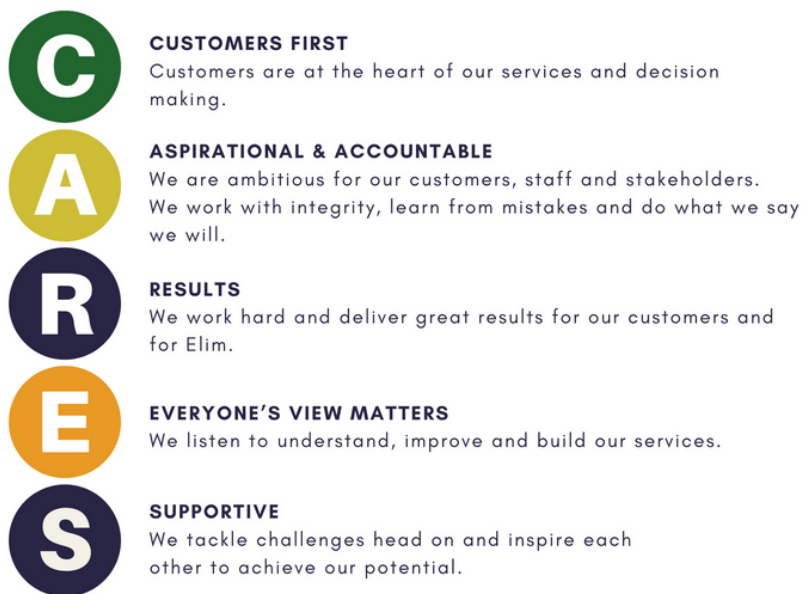 C
CUSTOMERS FIRST
Customers are at the heart of our services and decision
making.
A
ASPIRATIONAL & ACCOUNTABLE
We are ambitious for our customers, staff and stakeholders.
We work with integrity, learn from mistakes and do what we say
we will.
R
RESULTS
We work hard and deliver great results for our customers and
for Elim.
E
EVERYONE’S VIEW MATTERS
We listen to understand, improve and build our services.
S
SUPPORTIVE
We tackle challenges head on and inspire each
other to achieve our potential.